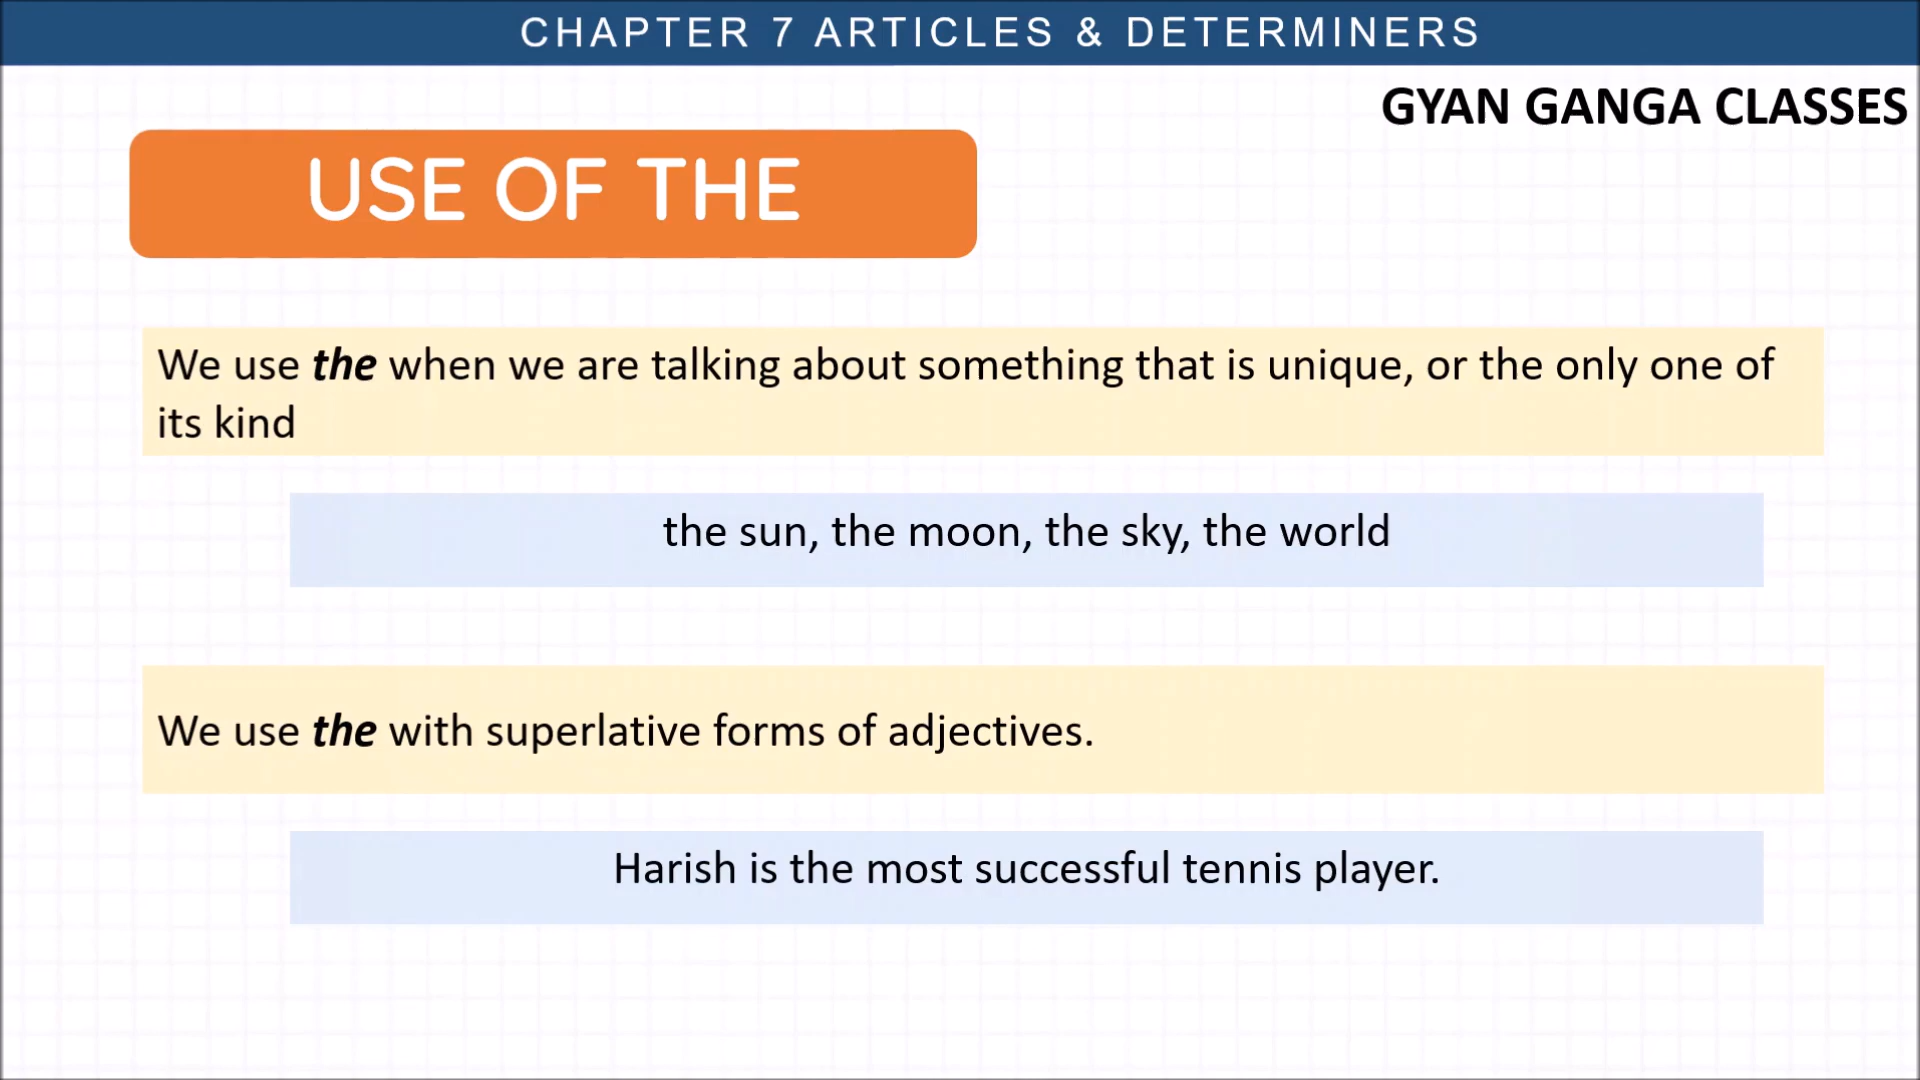 CHAPTER 7 ARTICLES & DETERMINERS
GYAN GANGA CLASSES
USE OF THE
We use the when we are talking about something that is unique, or the only one of
its kind
the sun, the moon, the sky, the world
We use the with superlative forms of adjectives.
Harish is the most successful tennis player.